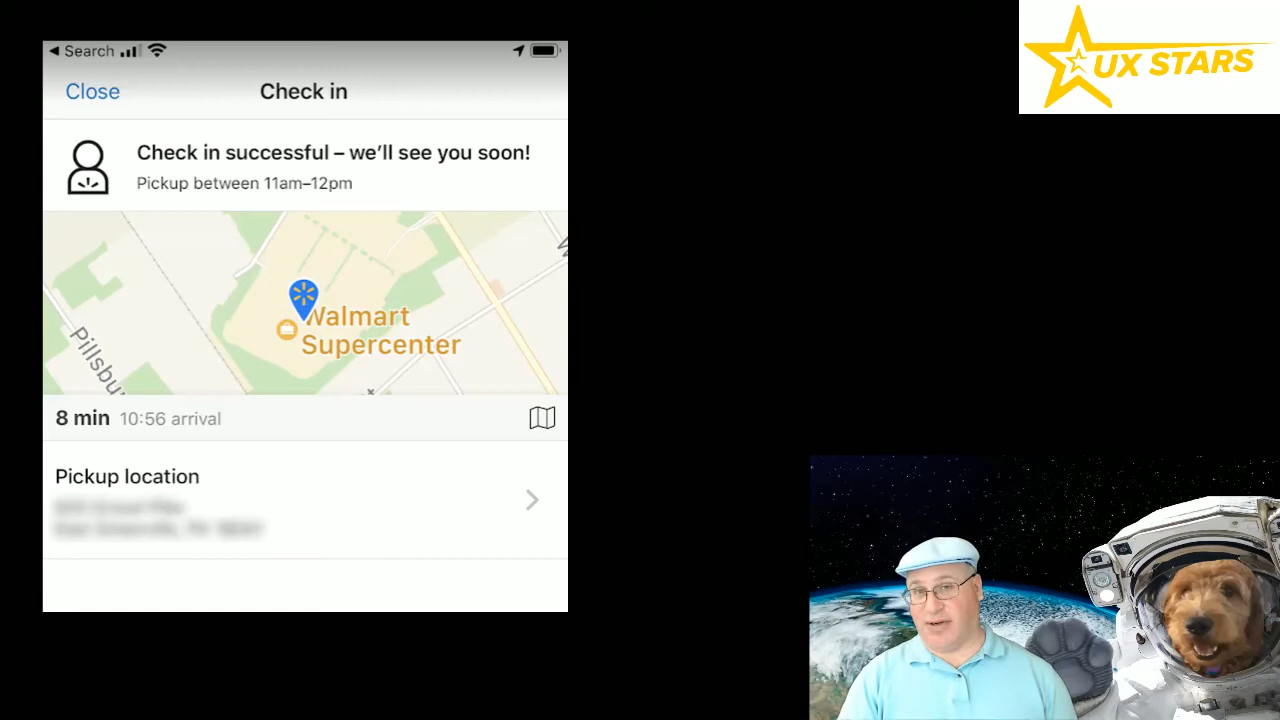 Search
Close
Check in
Check in successful – we'll see you soon!
Pickup between 11am–12pm
Pillsbu
Walmart
Supercenter
8 min 10:56 arrival
Pickup location
UX STARS